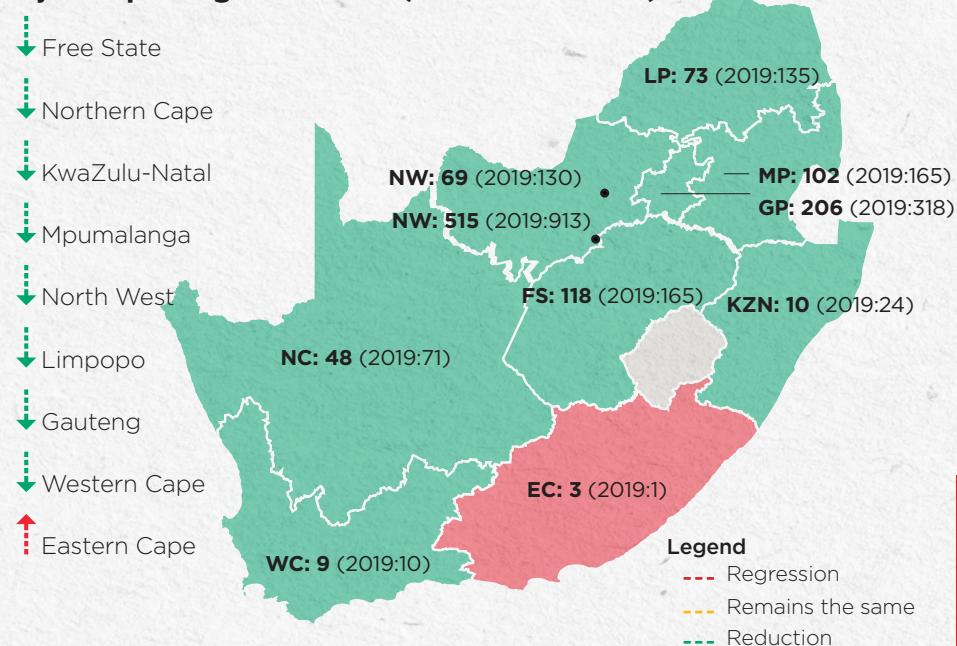 Free State
Northern Cape
KwaZulu-Natal
Mpumalanga
North West
Limpopo
Gauteng
Western Cape
Eastern Cape
LP: 73 (2019:135)
NW: 69 (2019:130)
MP: 102 (2019:165)
GP: 206 (2019:318)
NW: 515 (2019:913)
FS: 118 (2019:165)
KZN: 10 (2019:24)
NC: 48 (2019:71)
EC: 3 (2019:1)
WC: 9 (2019:10)
Legend
Regression
Remains the same
Reduction